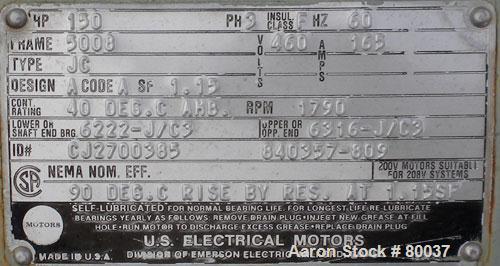 HP 150 PH 3 INSUL. CLASS F HZ 60
FRAME 5008 VOLTS 460 AMPS 165
TYPE JC
DESIGN A CODE A SF 1.15
CONT. RATING 40 DEG.C AMB. RPM 1790
LOWER OR SHAFT END BRG. 6222-J/C3 UPPER OR OPP. END 6316-J/C3
ID# CJ2700385 840357-809
SA NEMA NOM. EFF. 200V MOTORS SUITABLE FOR 208V SYSTEMS
90 DEG.C RISE BY RES. AT 1.15SF
SELF-LUBRICATED FOR NORMAL BEARING LIFE. FOR LONGEST LIFE RE-LUBRICATE
BEARINGS YEARLY AS FOLLOWS. REMOVE DRAIN PLUG • INJECT NEW GREASE AT FILL
HOLE • RUN MOTOR TO DISCHARGE EXCESS GREASE • REPLACE DRAIN PLUG
U.S. MOTORS
U.S. ELECTRICAL MOTORS
DIVISION OF EMERSON ELECTRIC
MADE IN U.S.A.
Aaron Stock # 80037